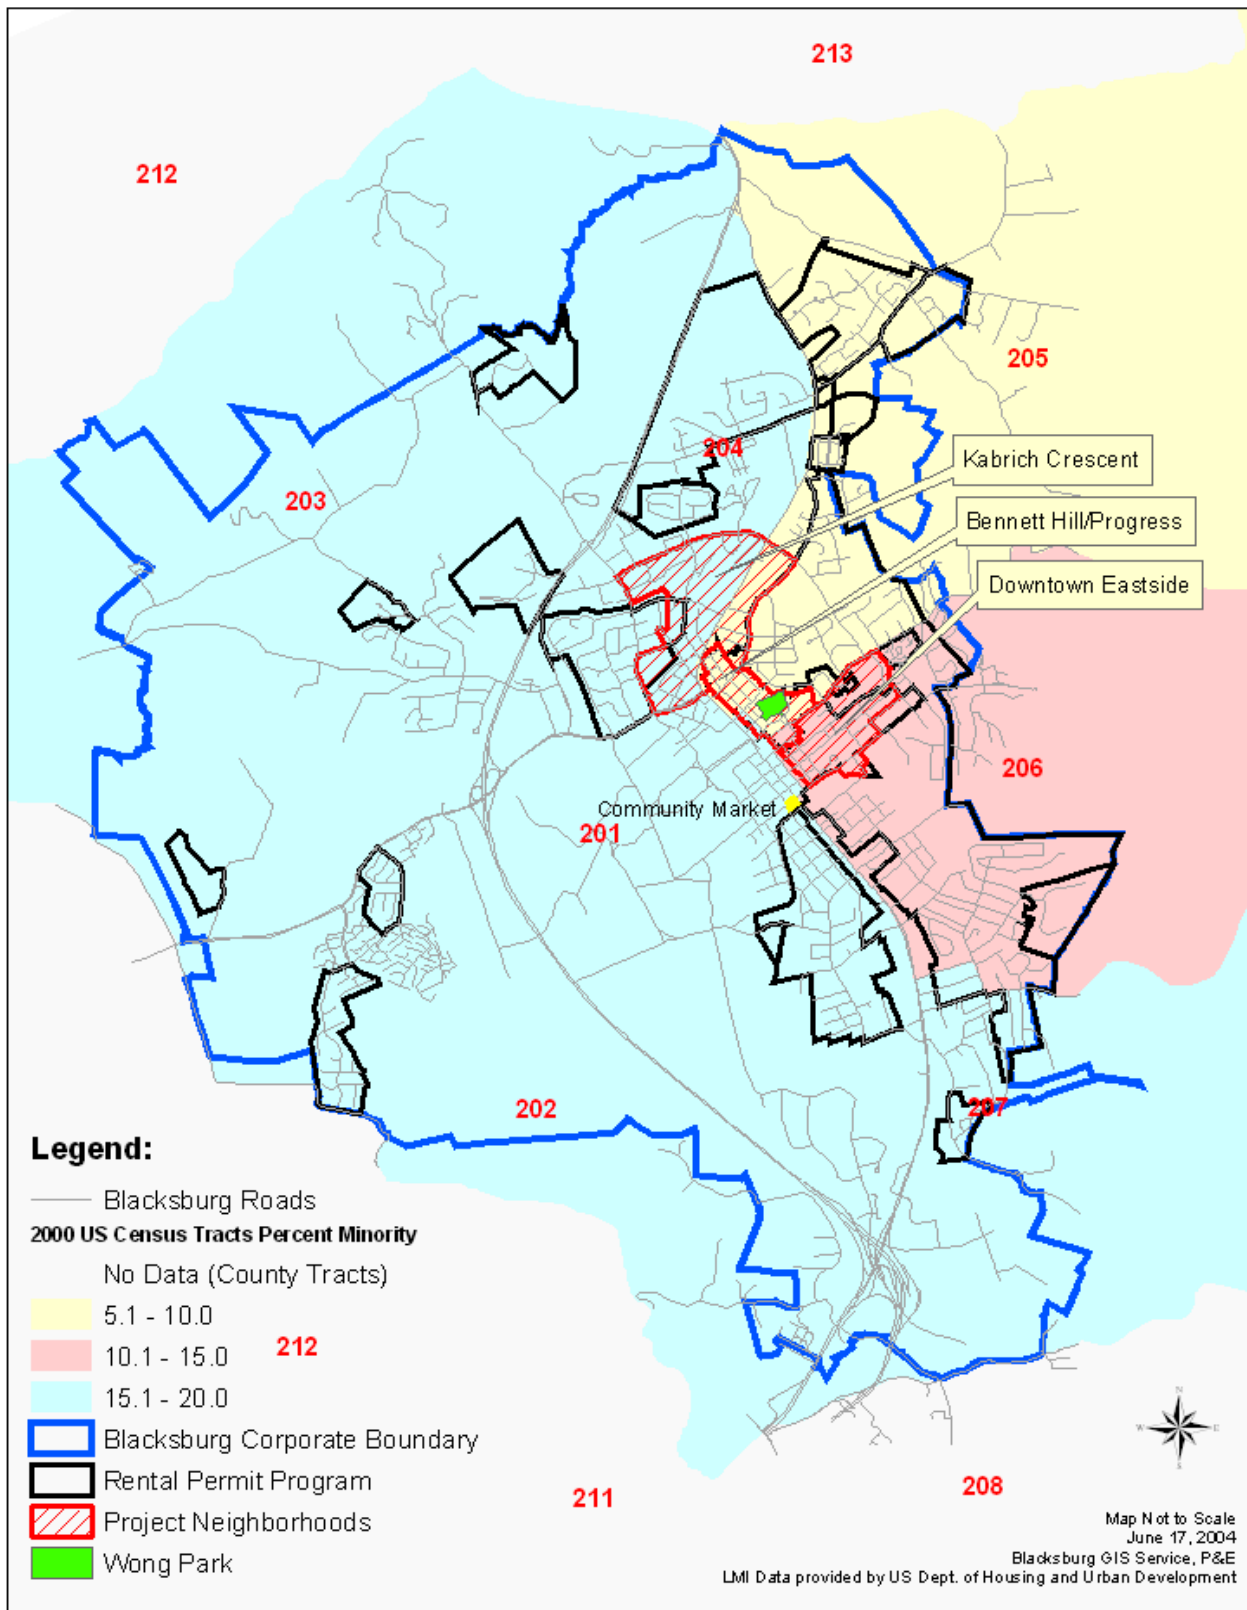 213
212
205
204
Kabrich Crescent
203
Bennett Hill/Progress
Downtown Eastside
206
Community Market
201
202
207
Legend:
Blacksburg Roads
2000 US Census Tracts Percent Minority
No Data (County Tracts)
5.1 - 10.0
10.1 - 15.0
212
15.1 - 20.0
Blacksburg Corporate Boundary
Rental Permit Program
Project Neighborhoods
Wong Park
N
W
E
S
211
208
Map Not to Scale
June 17, 2004
Blacksburg GIS Service, P&E
LMI Data provided by US Dept. of Housing and Urban Development